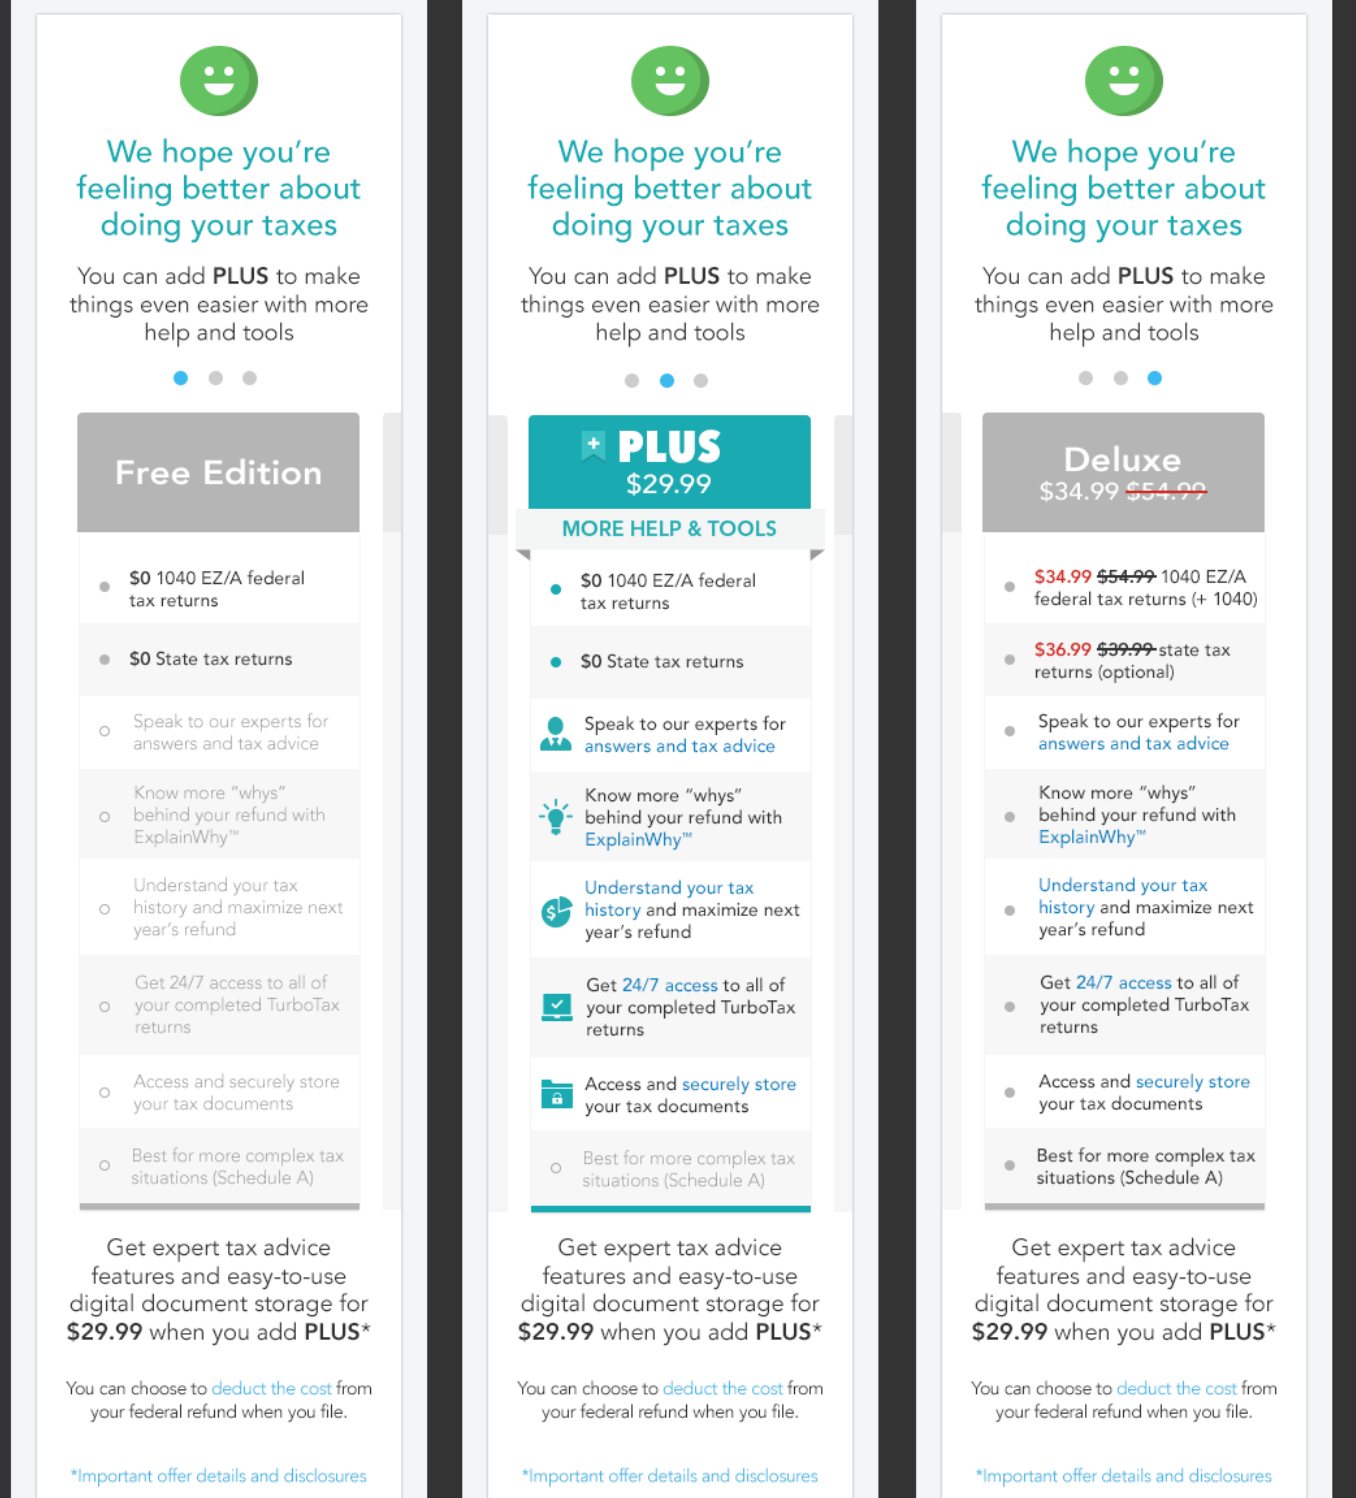 We hope you're
feeling better about
doing your taxes
You can add PLUS to make
things even easier with more
help and tools
Free Edition
$0 1040 EZ/A federal
tax returns
$0 State tax returns
Speak to our experts for
answers and tax advice
Know more “whys”
behind your refund with
ExplainWhy™
Understand your tax
history and maximize next
year's refund
Get 24/7 access to all of
your completed TurboTax
returns
Access and securely store
your tax documents
Best for more complex tax
situations (Schedule A)
Get expert tax advice
features and easy-to-use
digital document storage for
$29.99 when you add PLUS*
You can choose to deduct the cost from
your federal refund when you file.
*Important offer details and disclosures
We hope you're
feeling better about
doing your taxes
You can add PLUS to make
things even easier with more
help and tools
PLUS
$29.99
MORE HELP & TOOLS
$0 1040 EZ/A federal
tax returns
$0 State tax returns
Speak to our experts for
answers and tax advice
Know more “whys”
behind your refund with
ExplainWhy™
Understand your tax
history and maximize next
year's refund
Get 24/7 access to all of
your completed TurboTax
returns
Access and securely store
your tax documents
Best for more complex tax
situations (Schedule A)
Get expert tax advice
features and easy-to-use
digital document storage for
$29.99 when you add PLUS*
You can choose to deduct the cost from
your federal refund when you file.
*Important offer details and disclosures
We hope you're
feeling better about
doing your taxes
You can add PLUS to make
things even easier with more
help and tools
Deluxe
$34.99 $54.99
$34.99 $54.99 1040 EZ/A
federal tax returns (+ 1040)
$36.99 $39.99 state tax
returns (optional)
Speak to our experts for
answers and tax advice
Know more “whys”
behind your refund with
ExplainWhy™
Understand your tax
history and maximize next
year's refund
Get 24/7 access to all of
your completed TurboTax
returns
Access and securely store
your tax documents
Best for more complex tax
situations (Schedule A)
Get expert tax advice
features and easy-to-use
digital document storage for
$29.99 when you add PLUS*
You can choose to deduct the cost from
your federal refund when you file.
*Important offer details and disclosures